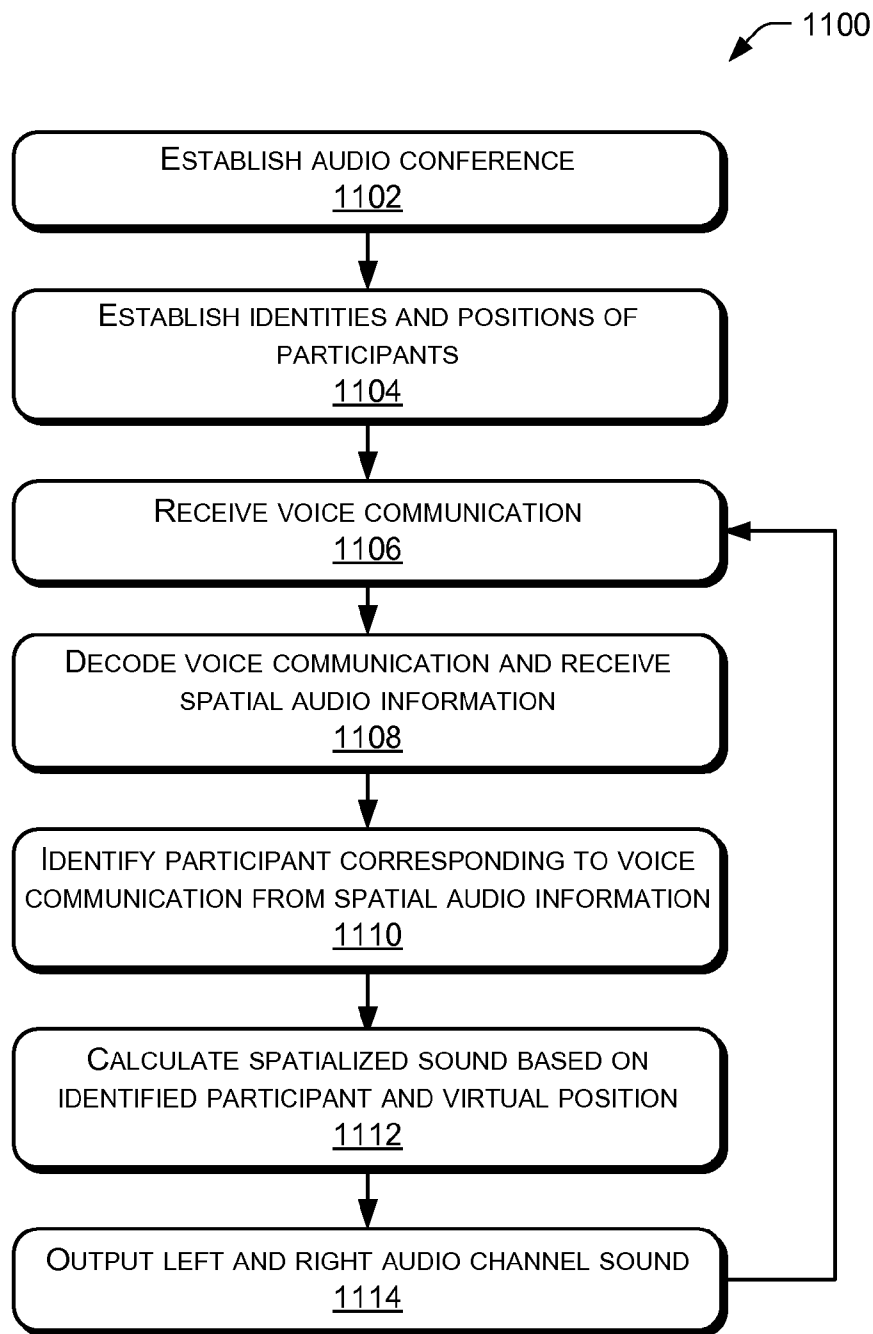 1100
ESTABLISH AUDIO CONFERENCE
1102
ESTABLISH IDENTITIES AND POSITIONS OF
PARTICIPANTS
1104
RECEIVE VOICE COMMUNICATION
1106
DECODE VOICE COMMUNICATION AND RECEIVE
SPATIAL AUDIO INFORMATION
1108
IDENTIFY PARTICIPANT CORRESPONDING TO VOICE
COMMUNICATION FROM SPATIAL AUDIO INFORMATION
1110
CALCULATE SPATIALIZED SOUND BASED ON
IDENTIFIED PARTICIPANT AND VIRTUAL POSITION
1112
OUTPUT LEFT AND RIGHT AUDIO CHANNEL SOUND
1114